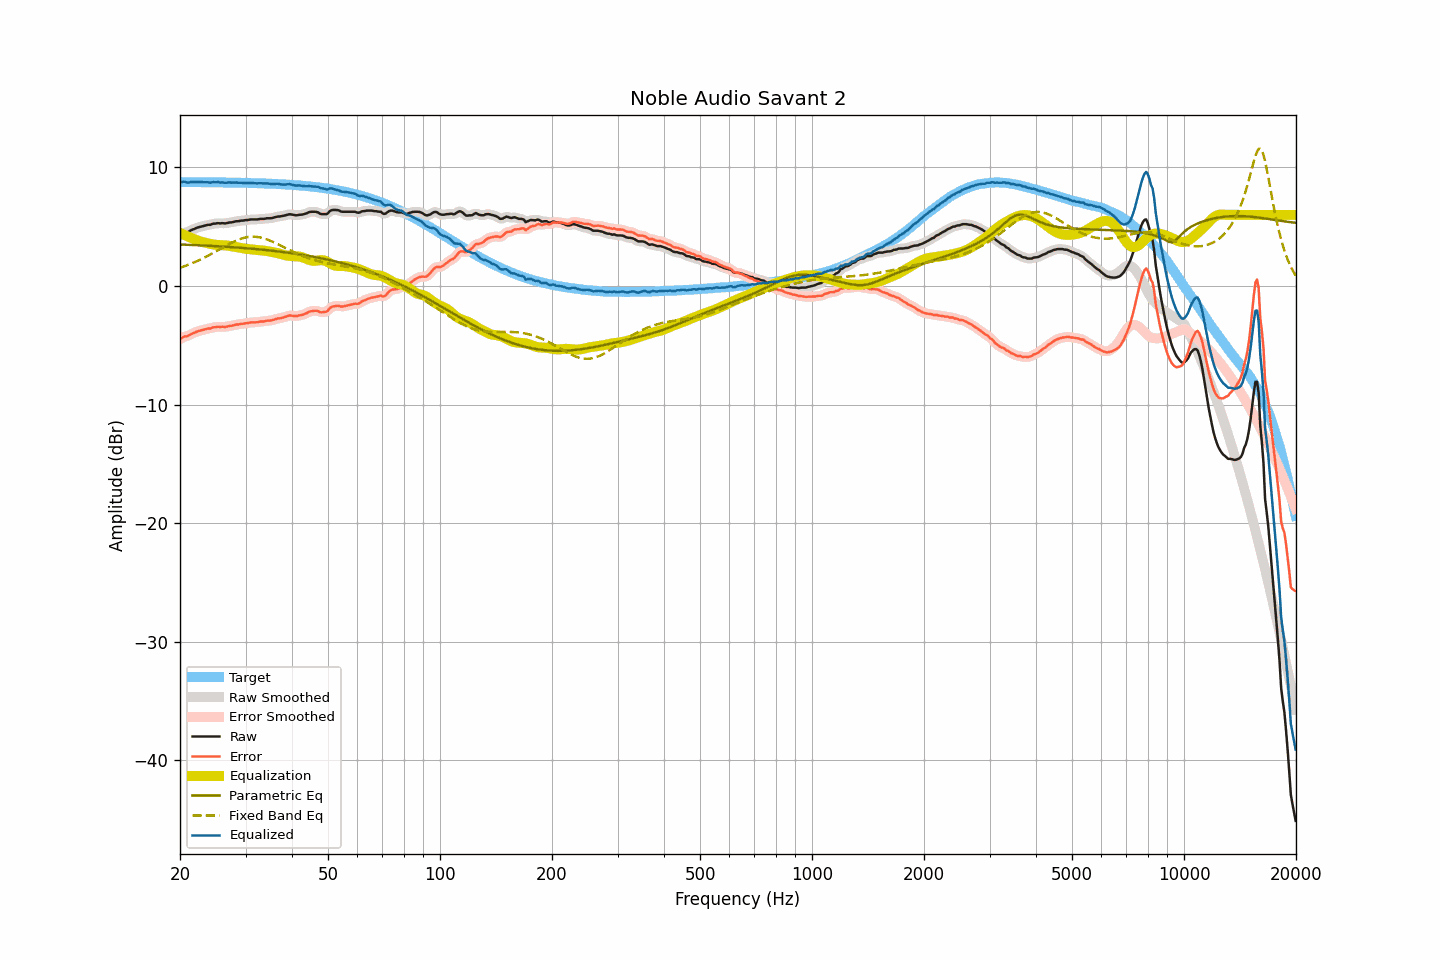 Noble Audio Savant 2
Amplitude (dBr)
10
0
−10
−20
−30
−40
Target
Raw Smoothed
Error Smoothed
Raw
Error
Equalization
Parametric Eq
Fixed Band Eq
Equalized
20 50 100 200 500 1000 2000 5000 10000 20000
Frequency (Hz)